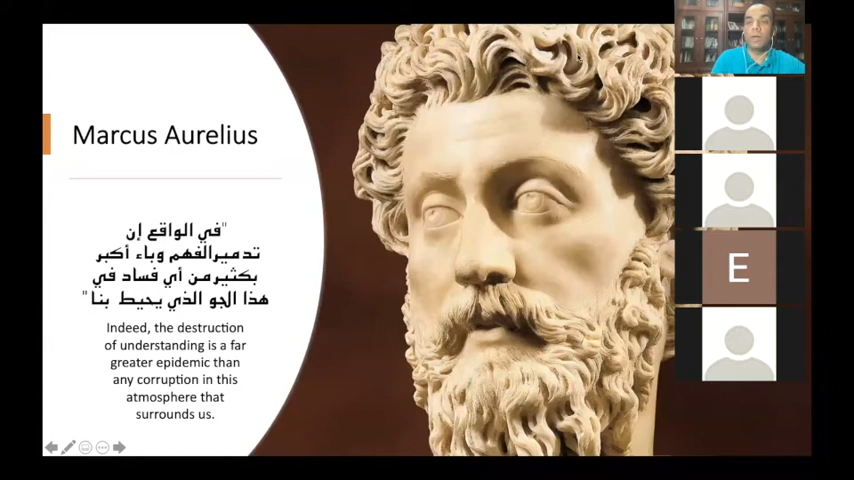 Marcus Aurelius
"في الواقع إن
تدمير الفهم وباء أكبر
بكثير من أي فساد في
هذا الجو الذي يحيط بنا"
Indeed, the destruction
of understanding is a far
greater epidemic than
any corruption in this
atmosphere that
surrounds us.
E